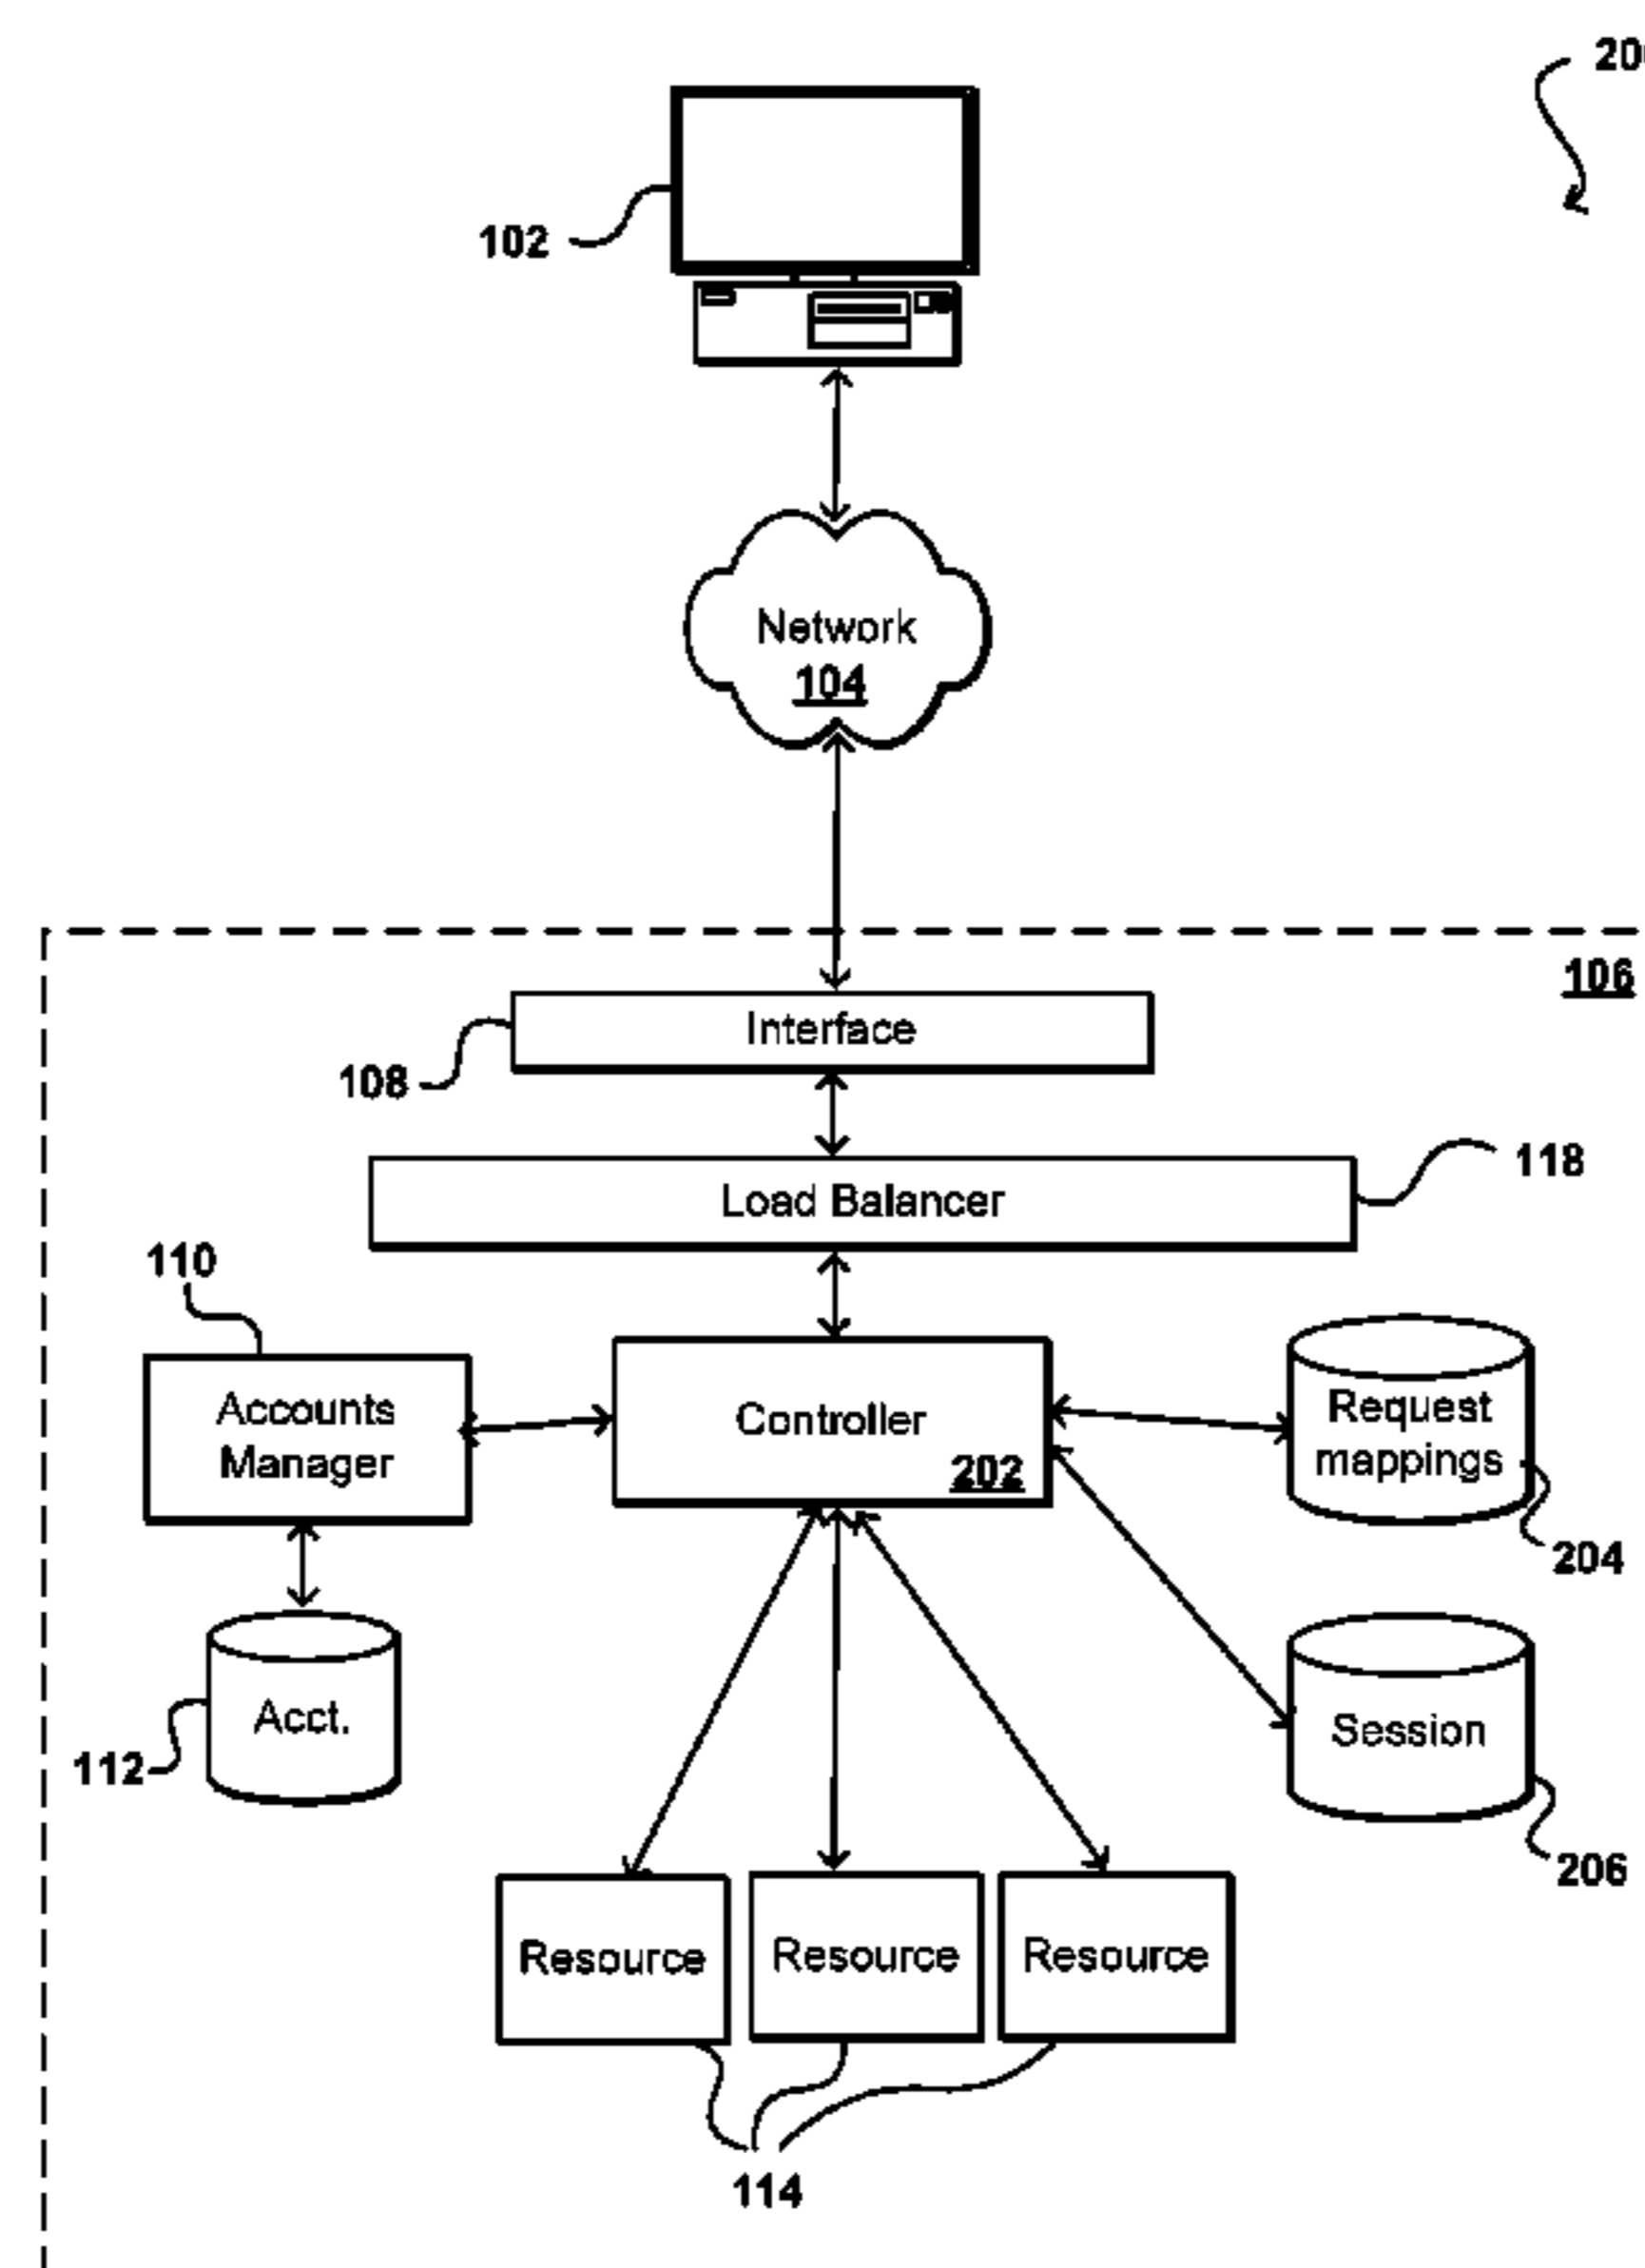 102
Network
104
106
Interface
108
118
Load Balancer
110
Accounts
Manager
Controller
202
Request
mappings
204
Acct.
112
Session
206
Resource
Resource
Resource
114